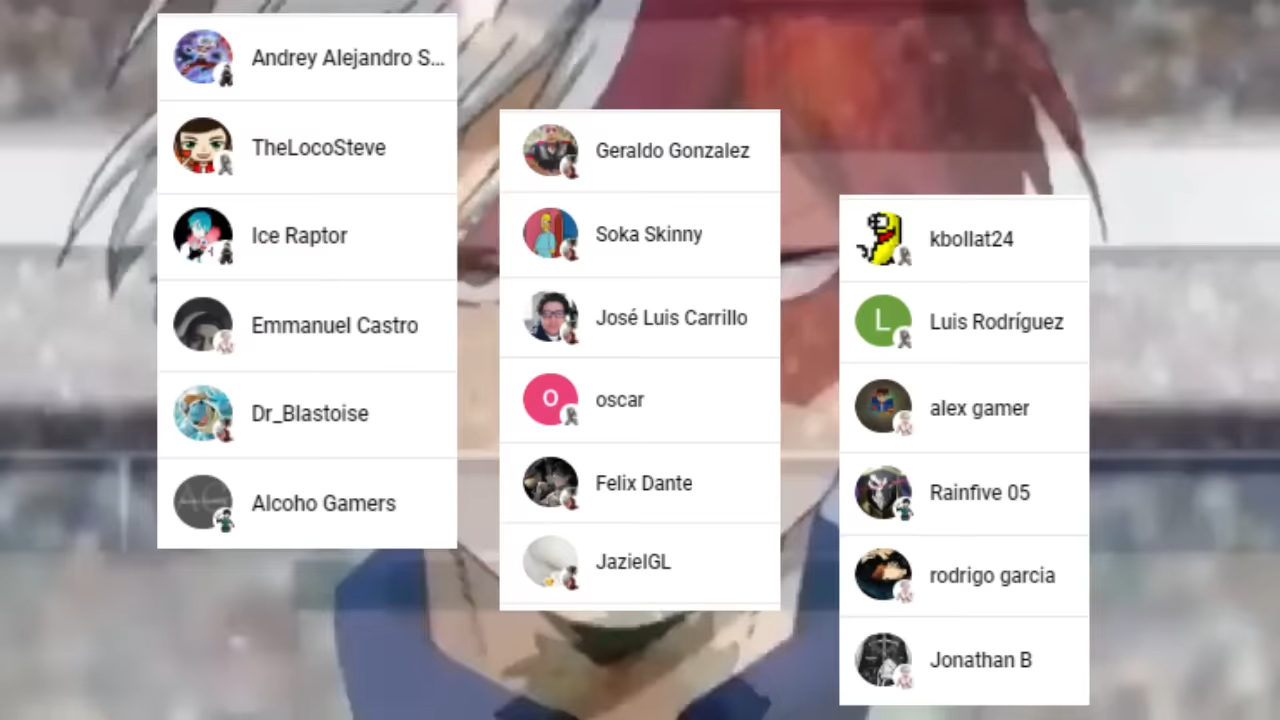 Andrey Alejandro S...
TheLocoSteve
Ice Raptor
Emmanuel Castro
Dr_Blastoise
Alcoho Gamers
Geraldo Gonzalez
Soka Skinny
José Luis Carrillo
O
oscar
Felix Dante
JazielGL
kbollat24
L
Luis Rodríguez
alex gamer
Rainfive 05
rodrigo garcia
Jonathan B